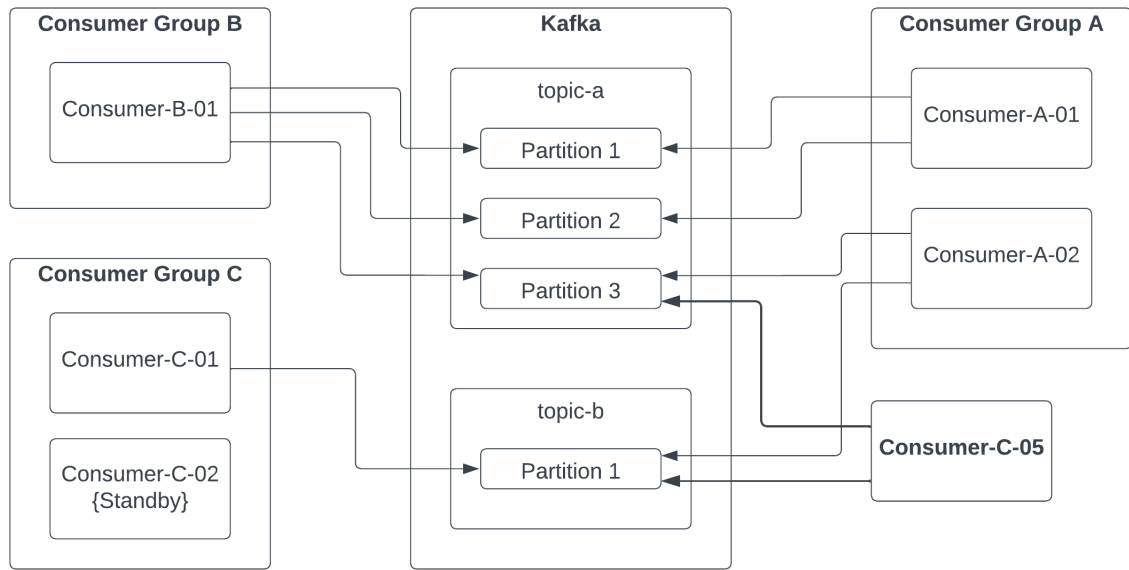 Consumer Group B
Consumer-B-01
Consumer Group C
Consumer-C-01
Consumer-C-02
{Standby}
Kafka
topic-a
Partition 1
Partition 2
Partition 3
topic-b
Partition 1
Consumer Group A
Consumer-A-01
Consumer-A-02
Consumer-C-05